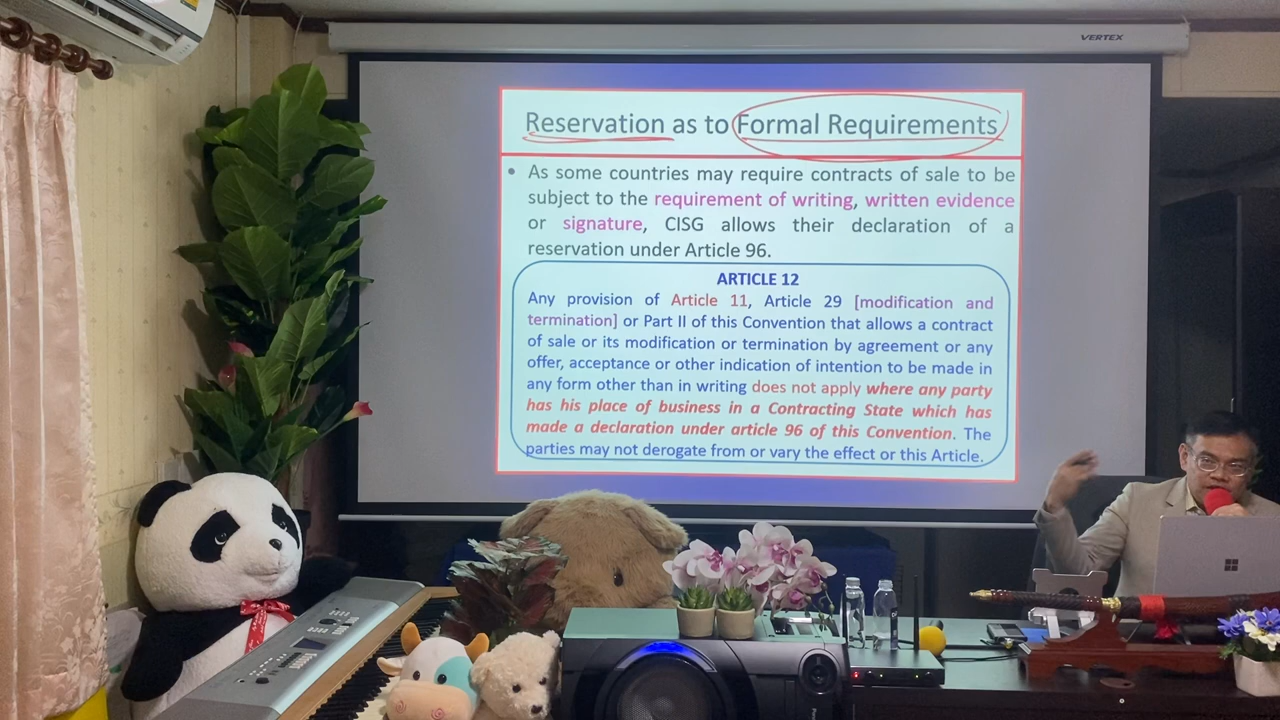 VERTEX
Reservation as to Formal Requirements
• As some countries may require contracts of sale to be
subject to the requirement of writing, written evidence
or signature, CISG allows their declaration of a
reservation under Article 96.
ARTICLE 12
Any provision of Article 11, Article 29 [modification and
termination] or Part II of this Convention that allows a contract
of sale or its modification or termination by agreement or any
offer, acceptance or other indication of intention to be made in
any form other than in writing does not apply where any party
has his place of business in a Contracting State which has
made a declaration under article 96 of this Convention. The
parties may not derogate from or vary the effect or this Article.